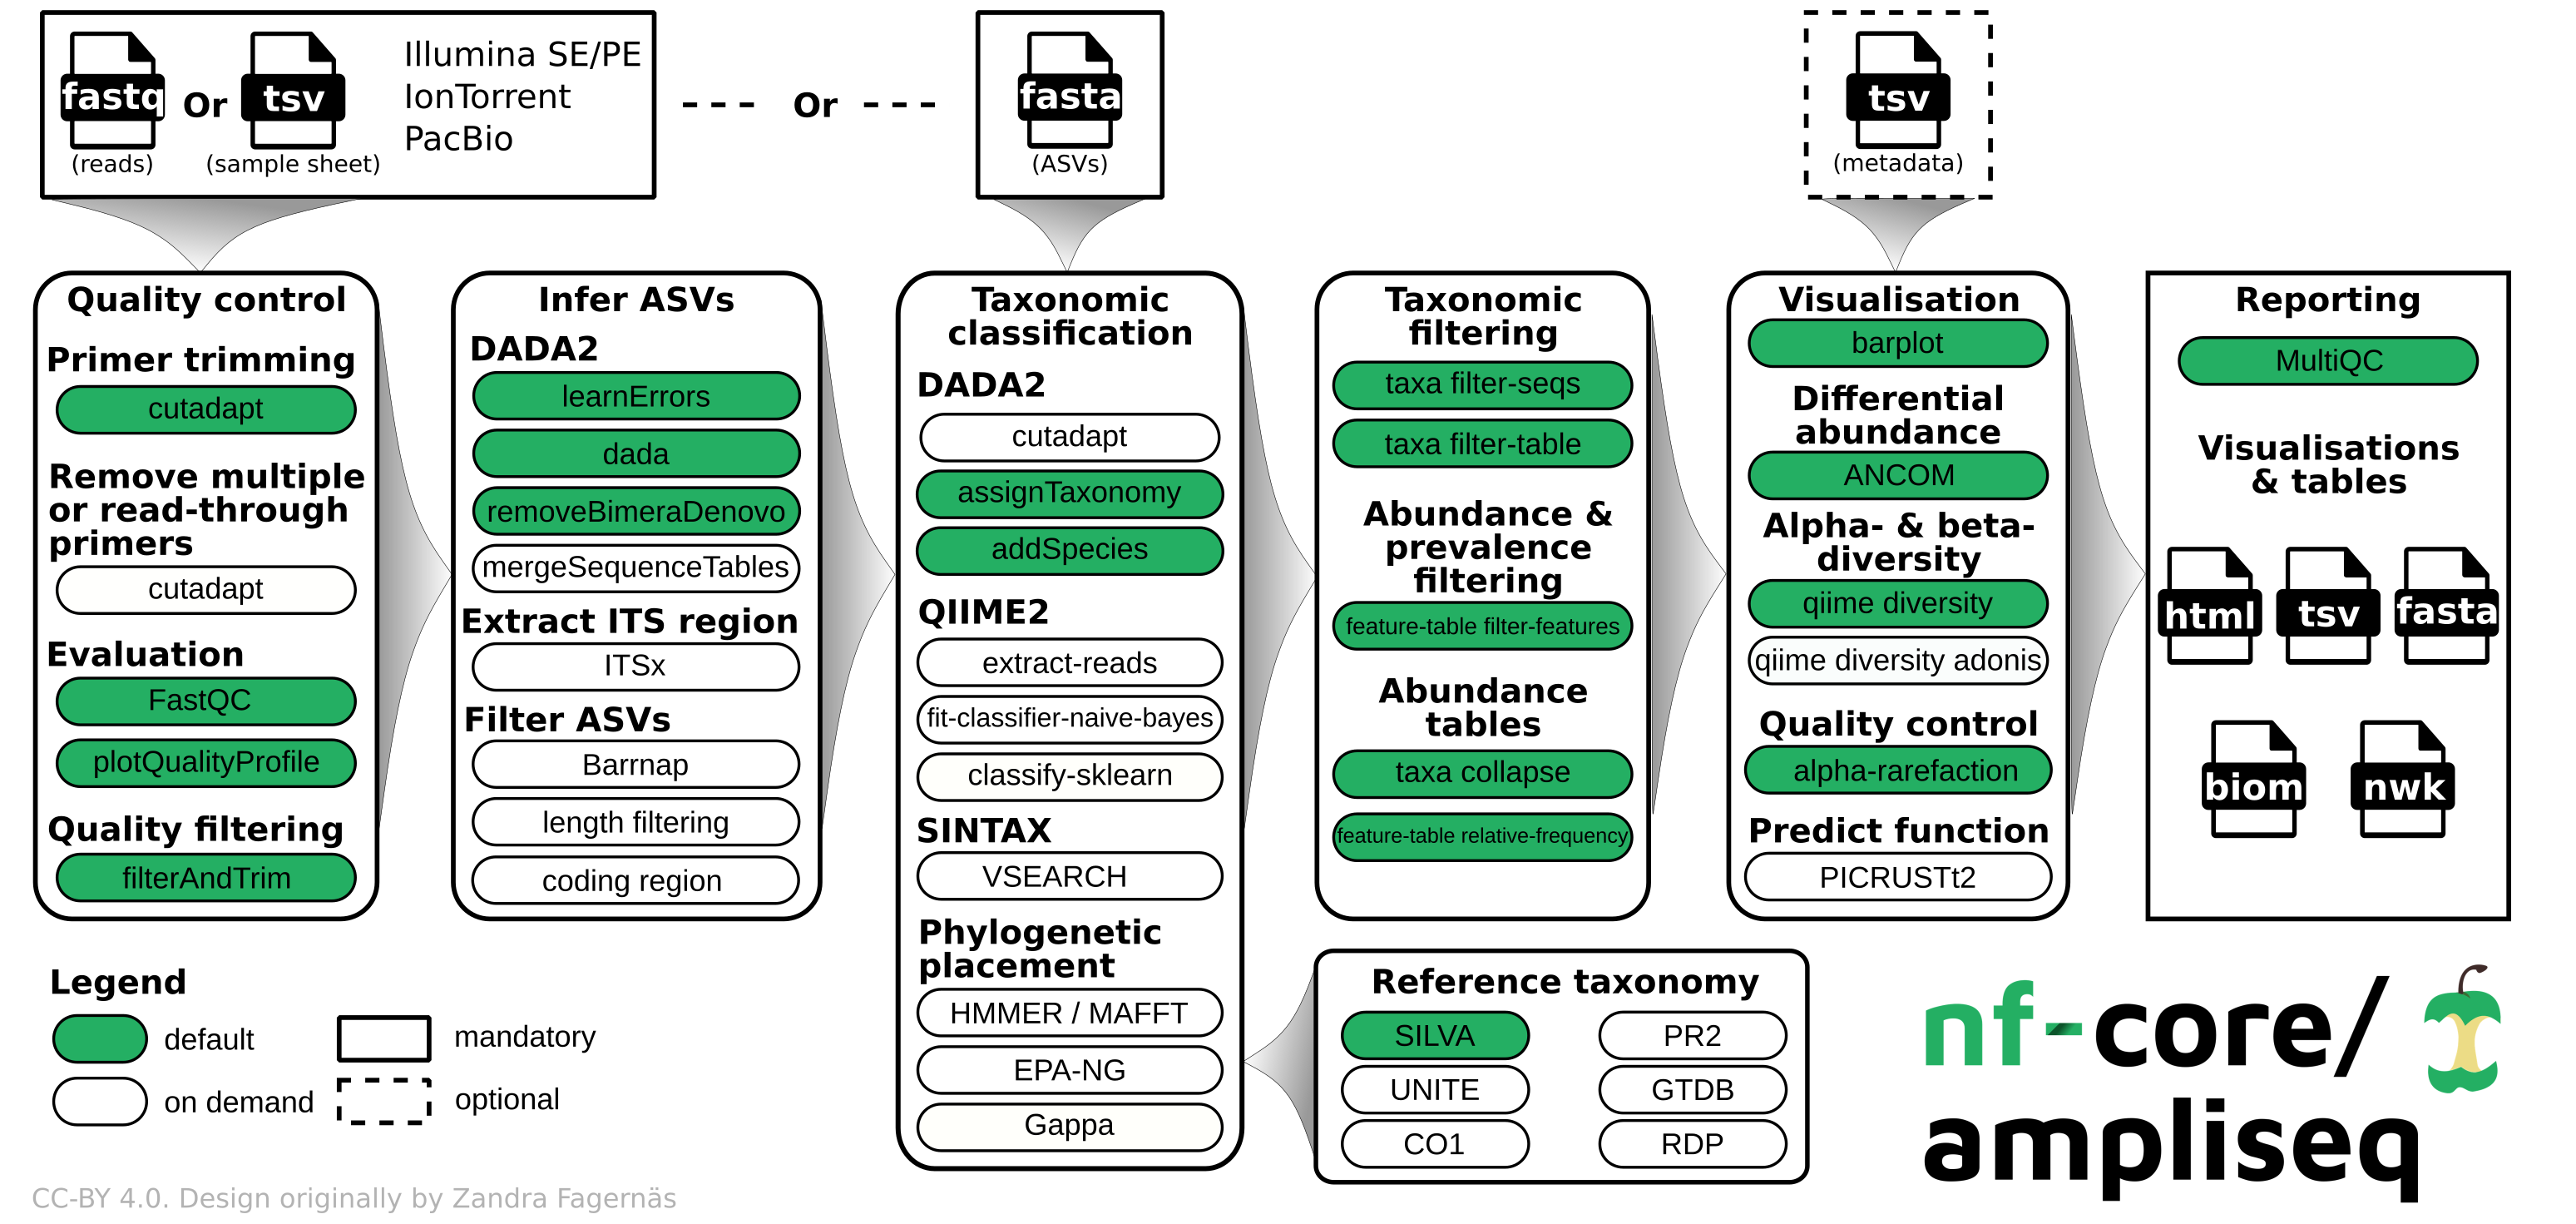 fastq
Or
tsv
(reads)
(sample sheet)
Illumina SE/PE
IonTorrent
PacBio
Or
fasta
(ASVs)
tsv
(metadada)
Quality control
Primer trimming
cutadapt
Remove multiple
or read-through
primers
cutadapt
Evaluation
FastQC
plotQualityProfile
Quality filtering
filterAndTrim
Infer ASVs
DADA2
learnErrors
dada
removeBimeraDenovo
mergeSequenceTables
Extract ITS region
ITSx
Filter ASVs
Barrnap
length filtering
coding region
Taxonomic
classification
DADA2
cutadapt
assignTaxonomy
addSpecies
QIIME2
extract-reads
fit-classifier-naive-bayes
classify-sklearn
SINTAX
VSEARCH
Phylogenetic
placement
HMMER / MAFFT
EPA-NG
Gappa
Taxonomic
filtering
taxa filter-seqs
taxa filter-table
Abundance &
prevalence
filtering
feature-table filter-features
Abundance
tables
taxa collapse
feature-table relative-frequency
Visualisation
barplot
Differential
abundance
ANCOM
Alpha- & beta-
diversity
qiime diversity
qiime diversity adonis
Quality control
alpha-rarefaction
Predict function
PICRUSTt2
Reporting
MultiQC
Visualisations
& tables
html
tsv
fasta
biom
nwk
Reference taxonomy
SILVA
PR2
UNITE
GTDB
CO1
RDP
Legend
default
mandatory
on demand
optional
nf-core/
ampliseq
CC-BY 4.0. Design originally by Zandra Fagernäs